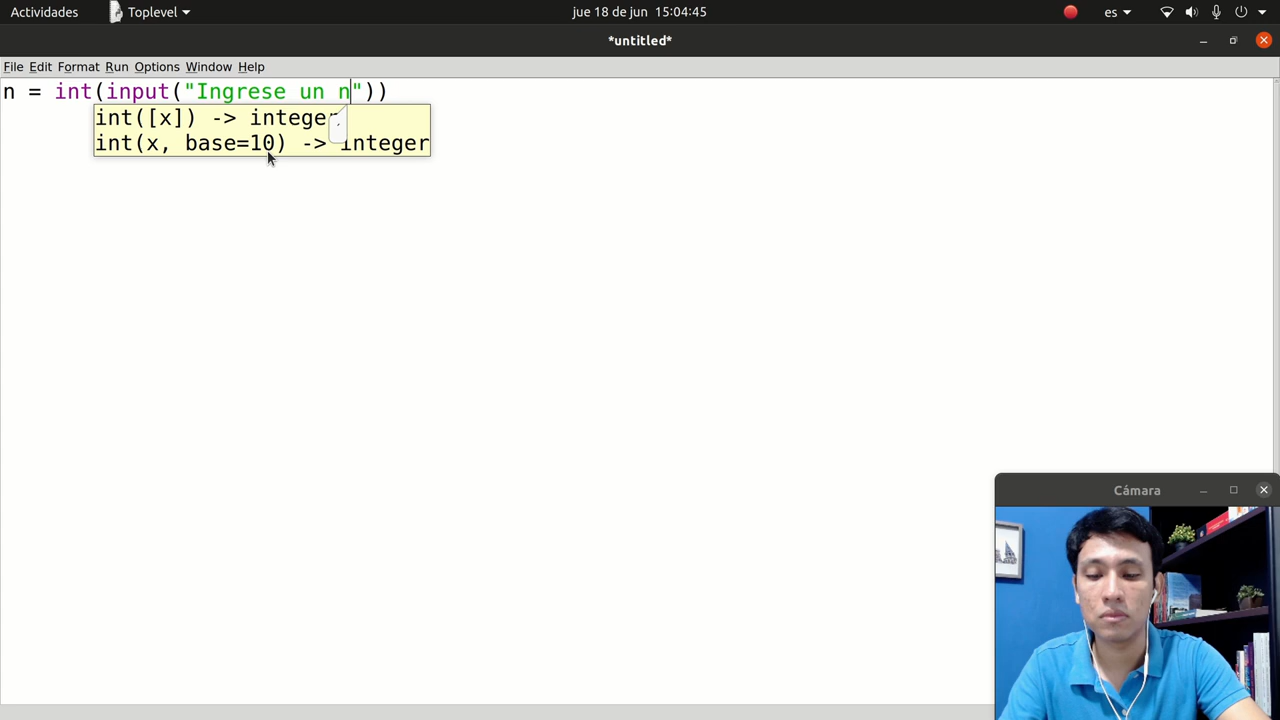 Actividades
Toplevel
jue 18 de jun 15:04:45
es
*untitled*
File Edit Format Run Options Window Help
n = int(input("Ingrese un n"))
int([x]) -> integer
int(x, base=10) -> integer
Cámara